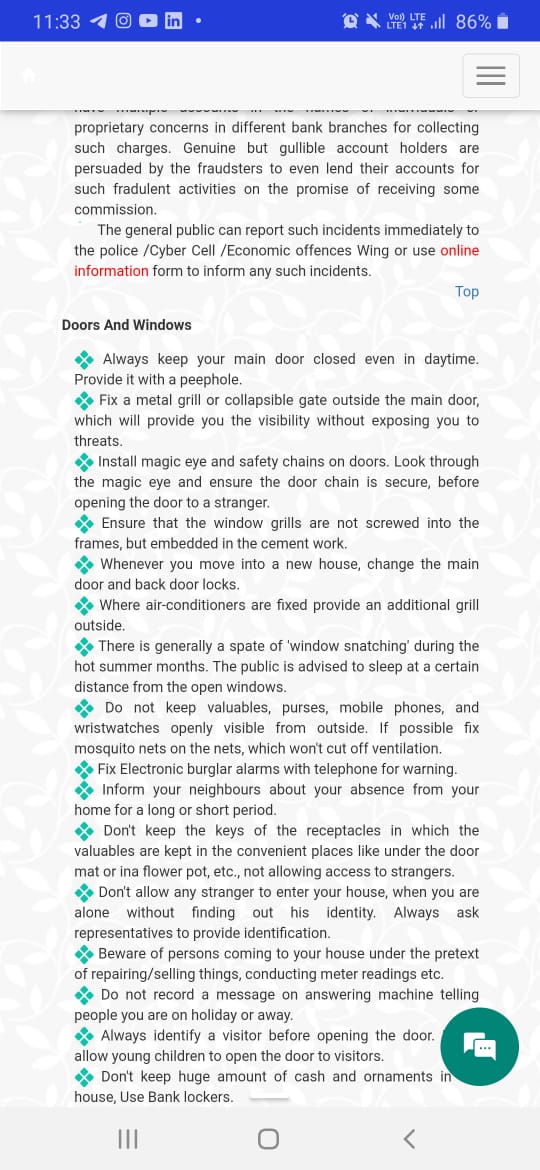 11:33
Vo)) LTE
LTE1
86%
proprietary concerns in different bank branches for collecting
such charges. Genuine but gullible account holders are
persuaded by the fraudsters to even lend their accounts for
such fradulent activities on the promise of receiving some
commission.
The general public can report such incidents immediately to
the police /Cyber Cell /Economic offences Wing or use online
information form to inform any such incidents.
Top
Doors And Windows
Always keep your main door closed even in daytime.
Provide it with a peephole.
Fix a metal grill or collapsible gate outside the main door,
which will provide you the visibility without exposing you to
threats.
Install magic eye and safety chains on doors. Look through
the magic eye and ensure the door chain is secure, before
opening the door to a stranger.
Ensure that the window grills are not screwed into the
frames, but embedded in the cement work.
Whenever you move into a new house, change the main
door and back door locks.
Where air-conditioners are fixed provide an additional grill
outside.
There is generally a spate of 'window snatching' during the
hot summer months. The public is advised to sleep at a certain
distance from the open windows.
Do not keep valuables, purses, mobile phones, and
wristwatches openly visible from outside. If possible fix
mosquito nets on the nets, which won't cut off ventilation.
Fix Electronic burglar alarms with telephone for warning.
Inform your neighbours about your absence from your
home for a long or short period.
Don't keep the keys of the receptacles in which the
valuables are kept in the convenient places like under the door
mat or ina flower pot, etc., not allowing access to strangers.
Don't allow any stranger to enter your house, when you are
alone without finding out his identity. Always ask
representatives to provide identification.
Beware of persons coming to your house under the pretext
of repairing/selling things, conducting meter readings etc.
Do not record a message on answering machine telling
people you are on holiday or away.
Always identify a visitor before opening the door.
allow young children to open the door to visitors.
Don't keep huge amount of cash and ornaments in
house, Use Bank lockers.